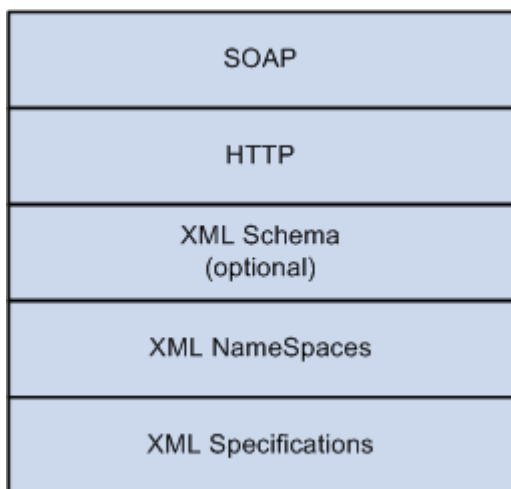 SOAP
HTTP
XML Schema
(optional)
XML NameSpaces
XML Specifications